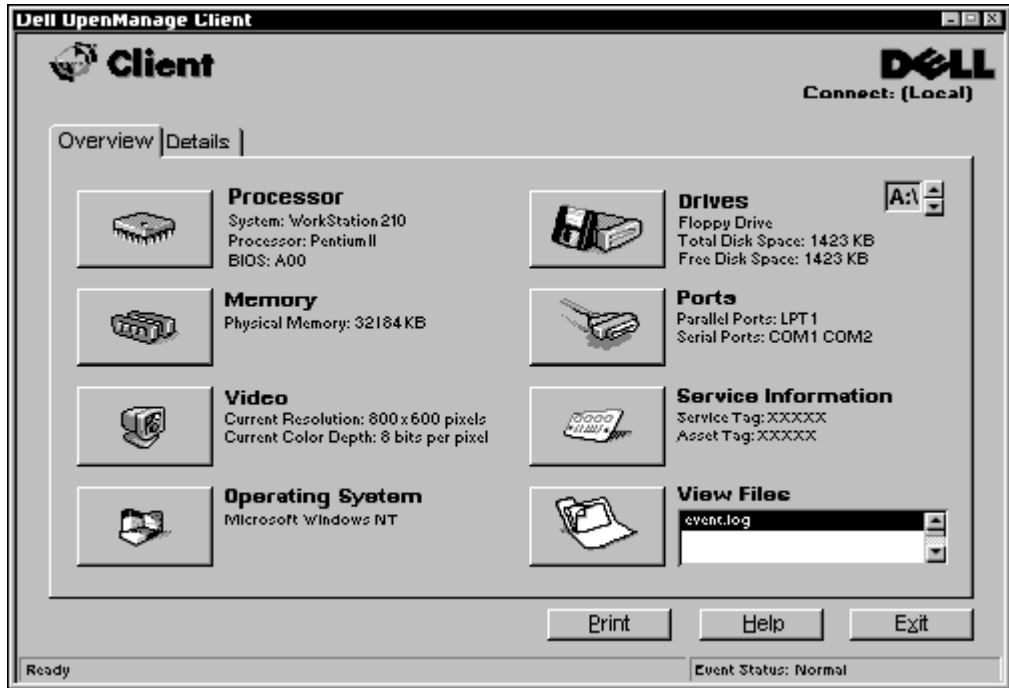 Dell OpenManage Client
Client
DELL
Connect: (Local)
Overview
Details
Processor
System: WorkStation 210
Processor: Pentium II
BIOS: A00
Memory
Physical Memory: 32184 KB
Video
Current Resolution: 800 x 600 pixels
Current Color Depth: 8 bits per pixel
Operating System
Microsoft Windows NT
Drives
A:\
Floppy Drive
Total Disk Space: 1423 KB
Free Disk Space: 1423 KB
Ports
Parallel Ports: LPT1
Serial Ports: COM1 COM2
Service Information
Service Tag: XXXXX
Asset Tag: XXXXX
View Files
event.log
Print
Help
Exit
Ready
Event Status: Normal